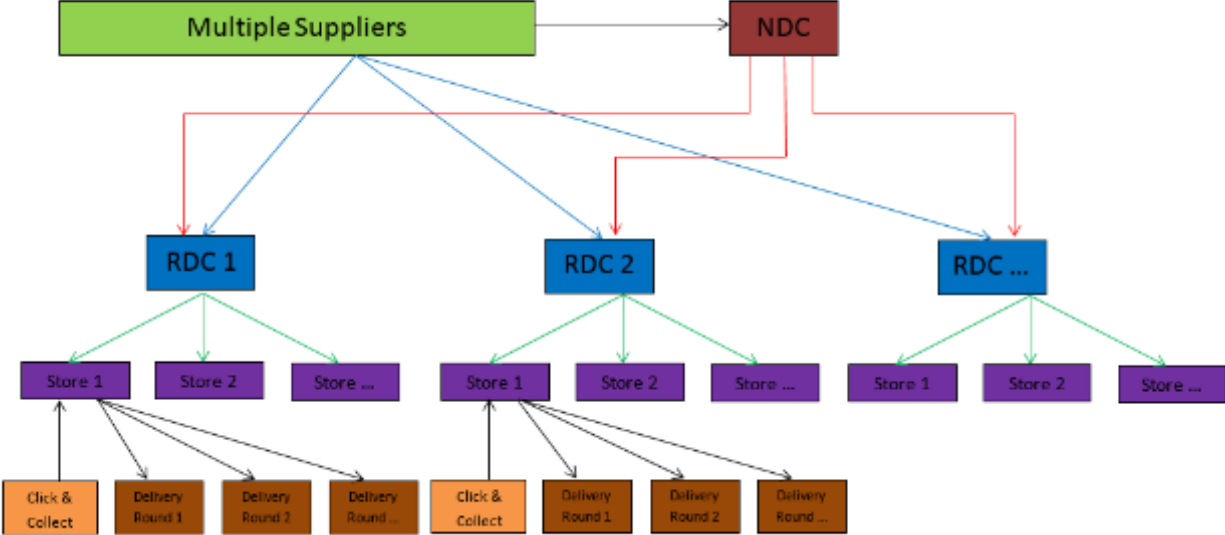 Multiple Suppliers
NDC
RDC 1
RDC 2
RDC ...
Store 1
Store 2
Store ...
Store 1
Store 2
Store ...
Store 1
Store 2
Store ...
Click &
Collect
Delivery
Round 1
Delivery
Round 2
Delivery
Round ...
Click &
Collect
Delivery
Round 1
Delivery
Round 2
Delivery
Round ...